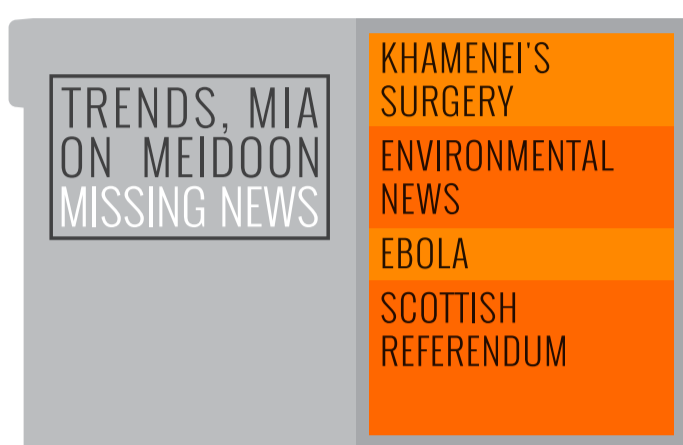 TRENDS, MIA
ON MEIDOON
MISSING NEWS
KHAMENEI'S
SURGERY
ENVIRONMENTAL
NEWS
EBOLA
SCOTTISH
REFERENDUM